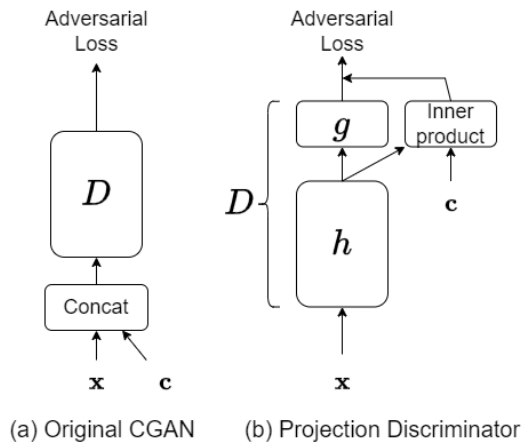 Adversarial
Loss
D
Concat
x
c
(a) Original CGAN
Adversarial
Loss
g
Inner
product
D
h
c
x
(b) Projection Discriminator